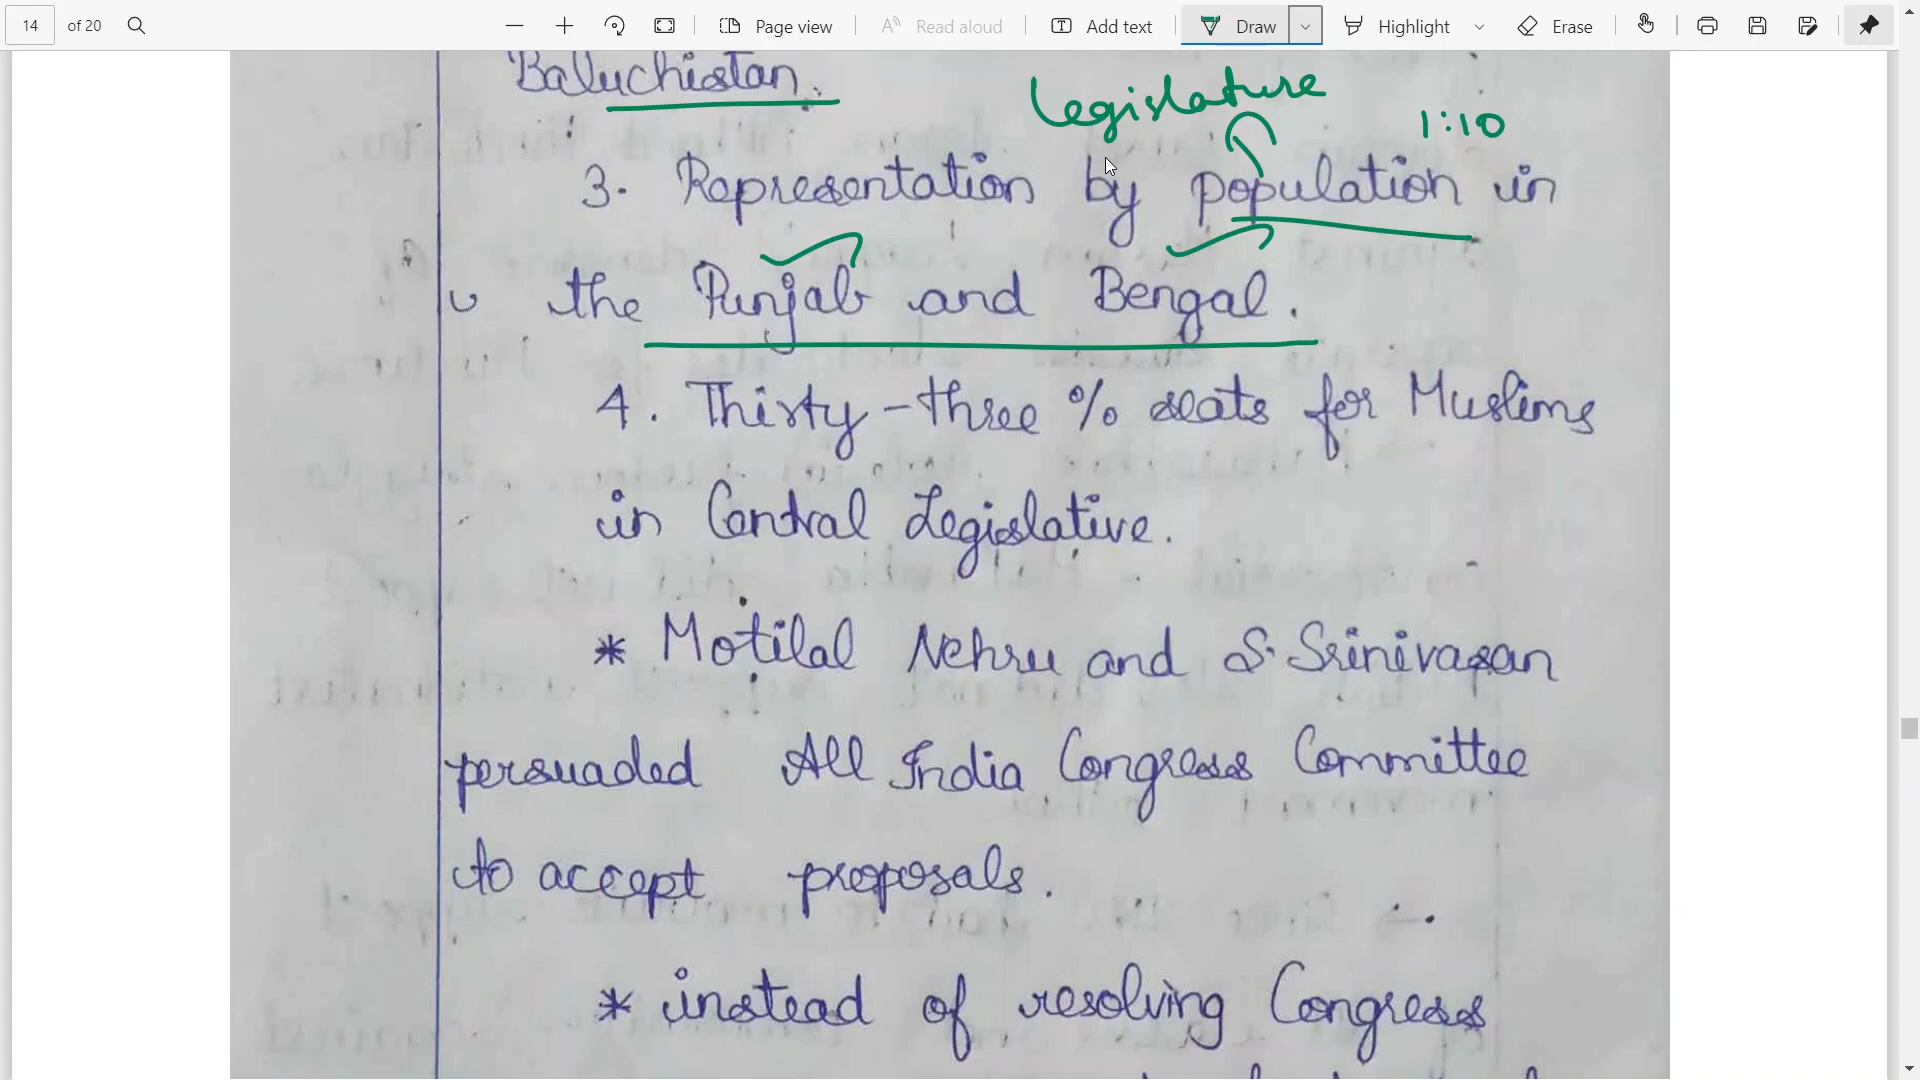 14 of 20 Page view Read aloud Add text Draw Highlight Erase
Baluchistan.
Legislature
1:10
3. Representation by population in
the Punjab and Bengal.
4. Thirty-three % seats for Muslims
in Central Legislative.
* Motilal Nehru and S. Srinivasan
persuaded All India Congress Committee
to accept proposals.
* instead of resolving Congress